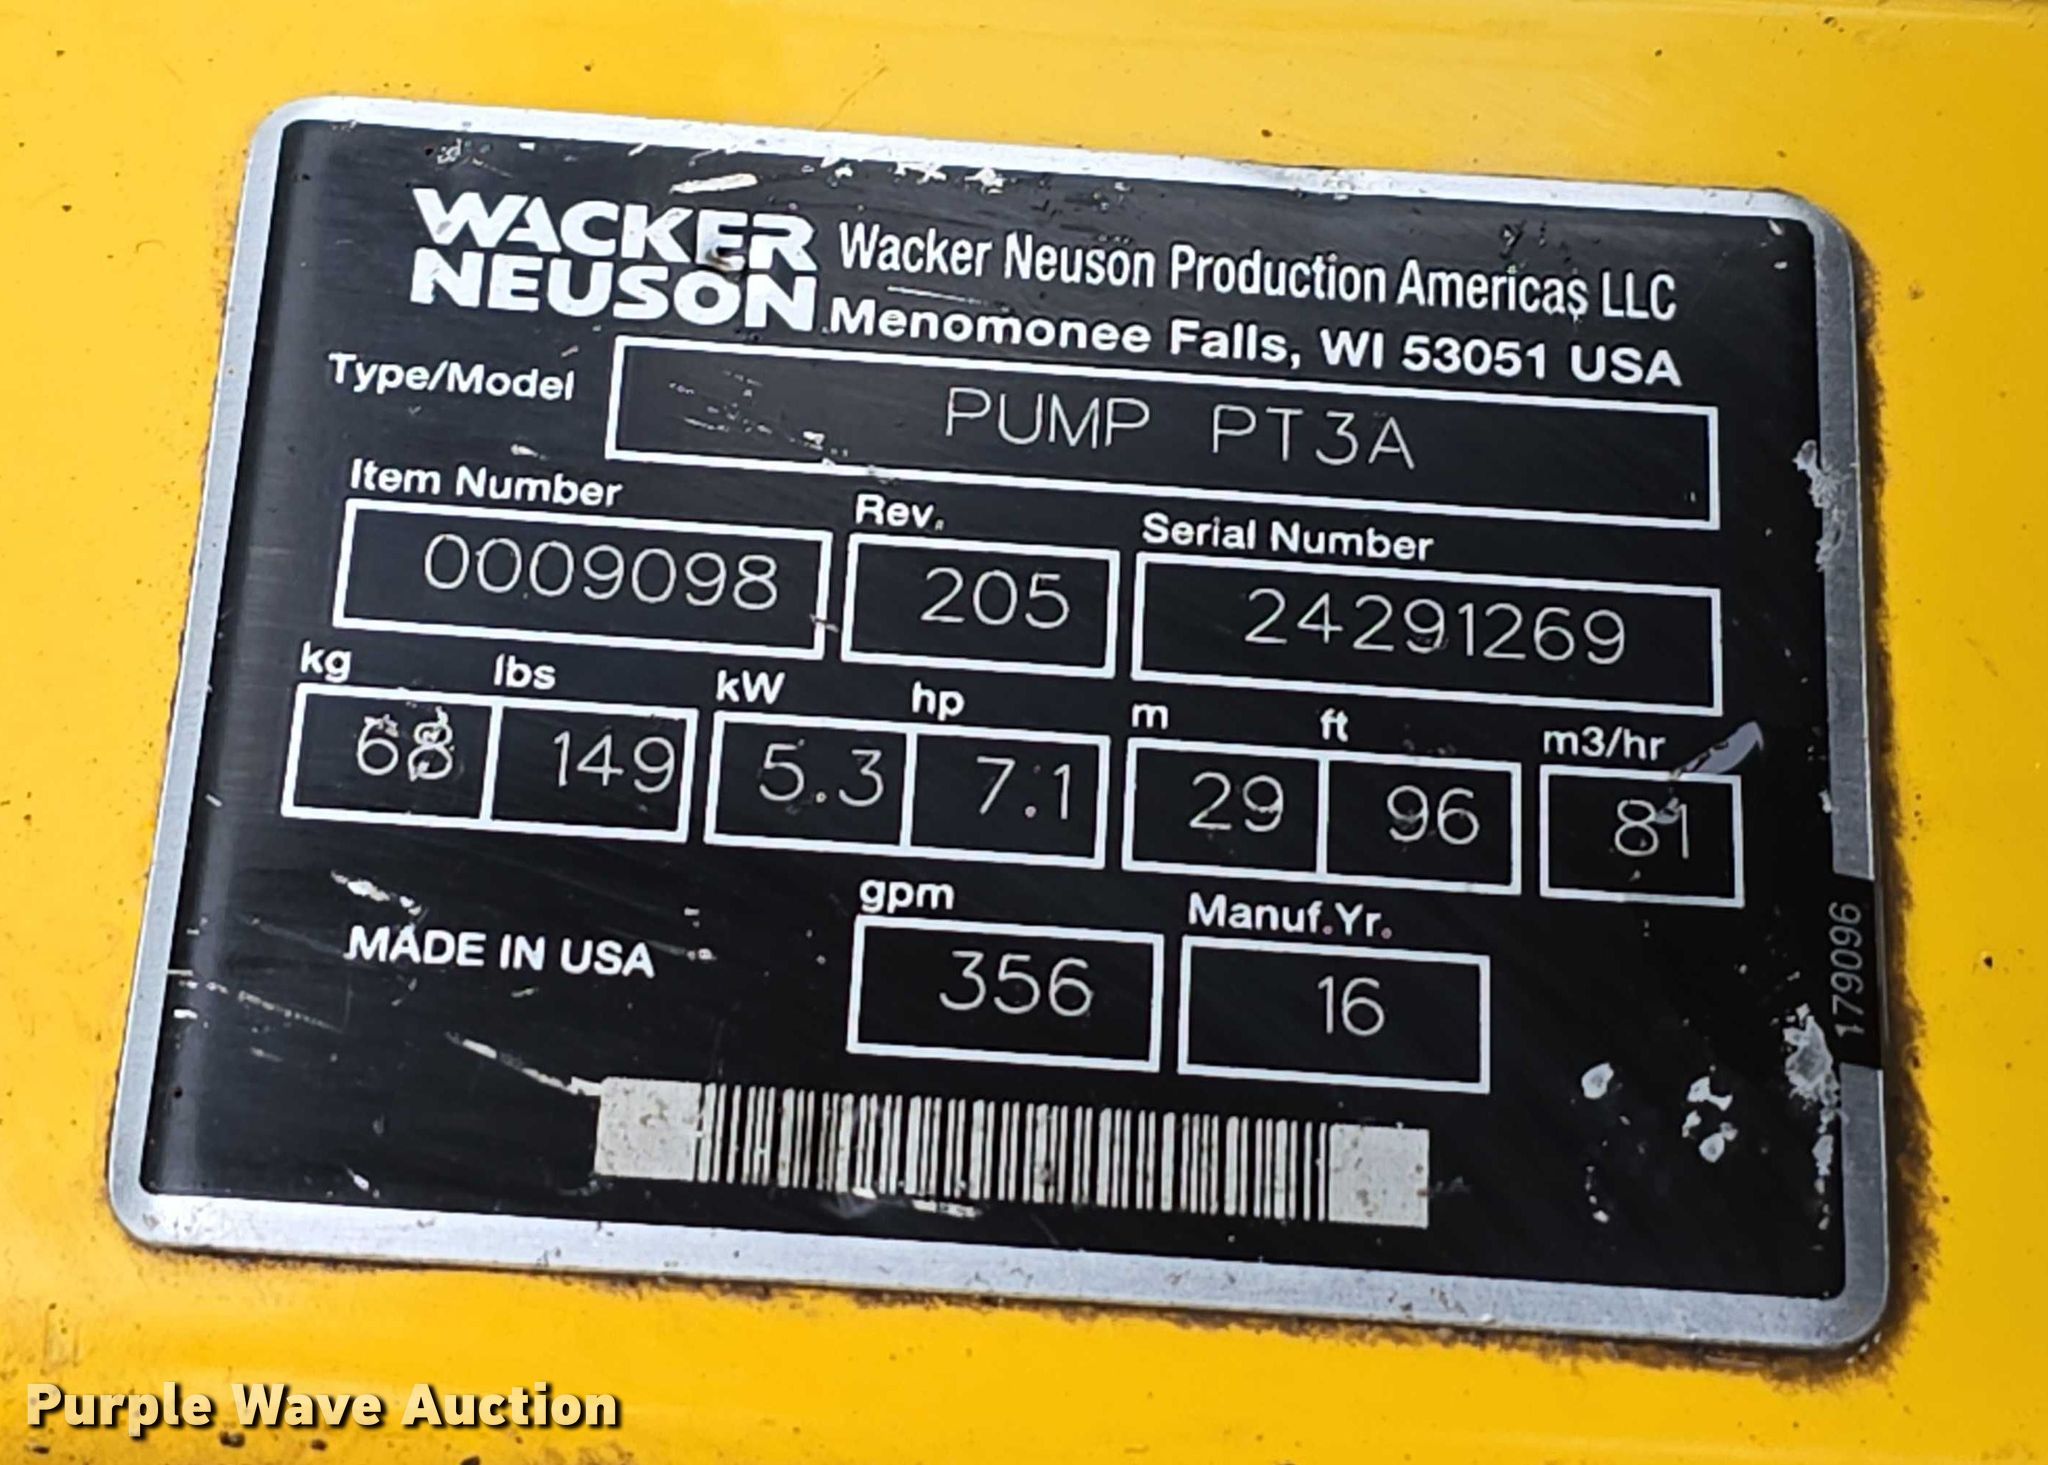 WACKER
NEUSON
Wacker Neuson Production Americas LLC
Menomonee Falls, WI 53051 USA
Type/Model
PUMP PT3A
Item Number Rev. Serial Number
0009098 205 24291269
kg lbs kW hp m ft m3/hr
68 149 5.3 7.1 29 96 81
gpm Manuf.Yr.
MADE IN USA 356 16
179096
Purple Wave Auction